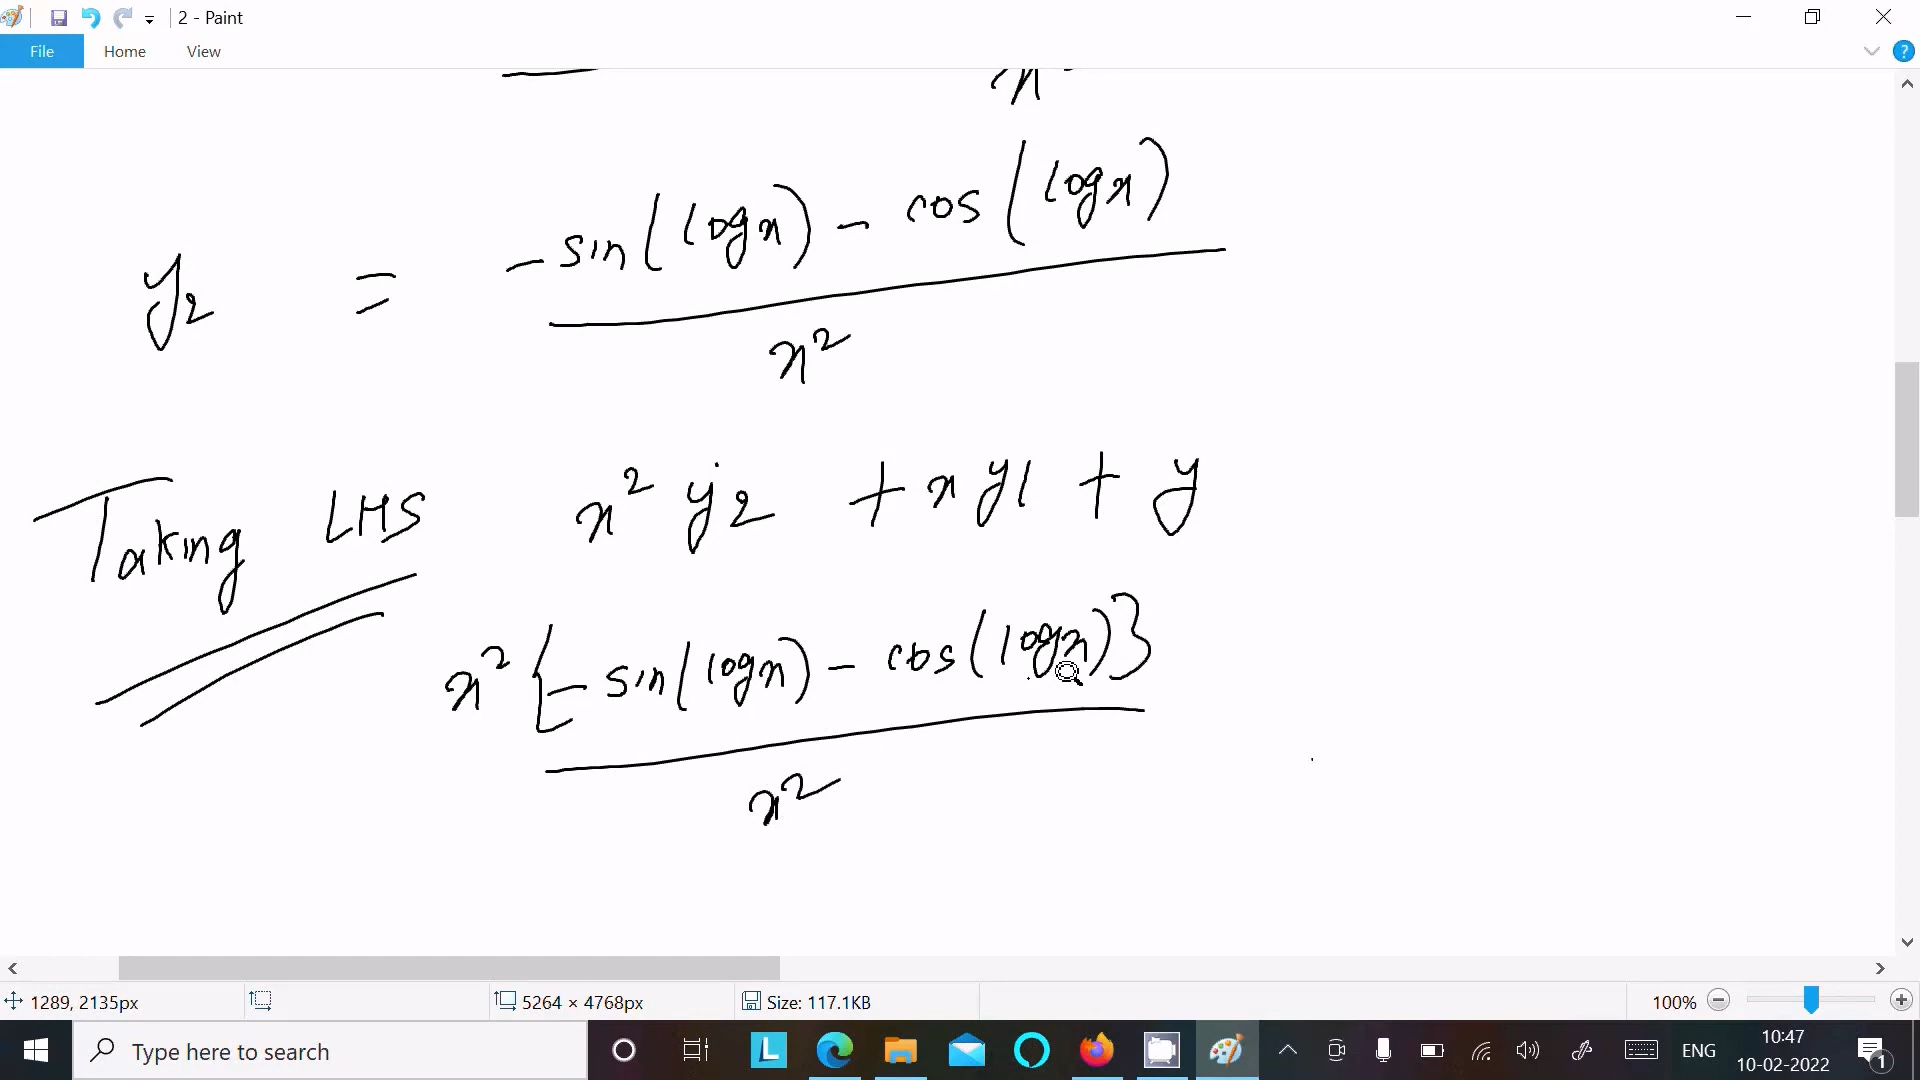 2 - Paint
File Home View
y2 = -sin(logx) - cos(logx)
x²
Taking LHS x² y2 + x y1 + y
x² {- sin(logx) - cos(logx)}
x²
1289, 2135px 5264 × 4768px Size: 117.1KB 100%
Type here to search L ENG 10:47
10-02-2022 1